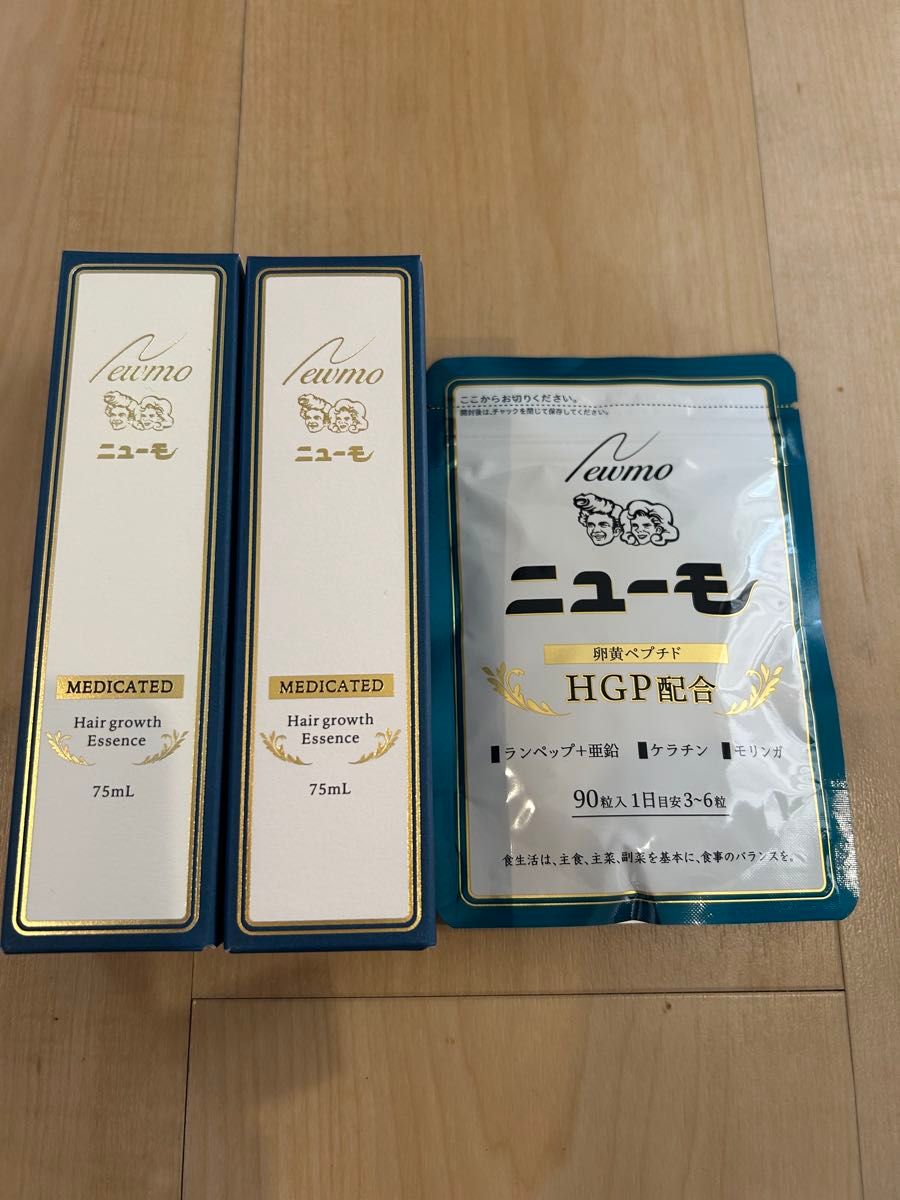 Newmo
ニューモ
MEDICATED
Hair growth
Essence
75mL
Newmo
ニューモ
MEDICATED
Hair growth
Essence
75mL
ここからお切りください。
開封後は、チャックを閉じて保存してください。
Newmo
ニューモ
卵黄ペプチド
HGP配合
ランペップ+亜鉛 ケラチン モリンガ
90粒入 1日目安3~6粒
食生活は、主食、主菜、副菜を基本に、食事のバランスを。